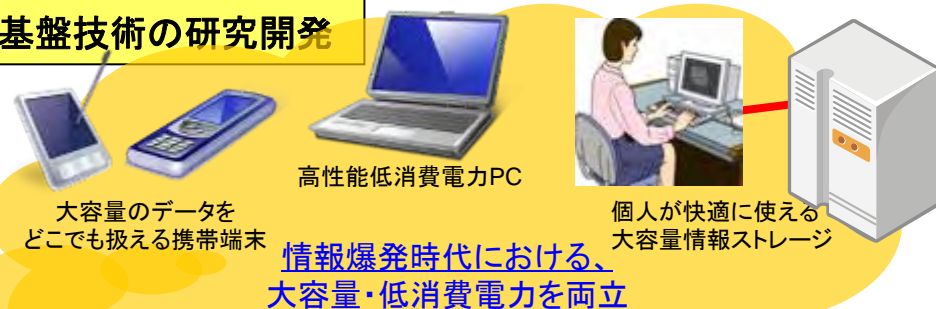 基盤技術の研究開発
高性能低消費電力PC
大容量のデータを
どこでも扱える携帯端末
個人が快適に使える
大容量情報ストレージ
情報爆発時代における、
大容量・低消費電力を両立